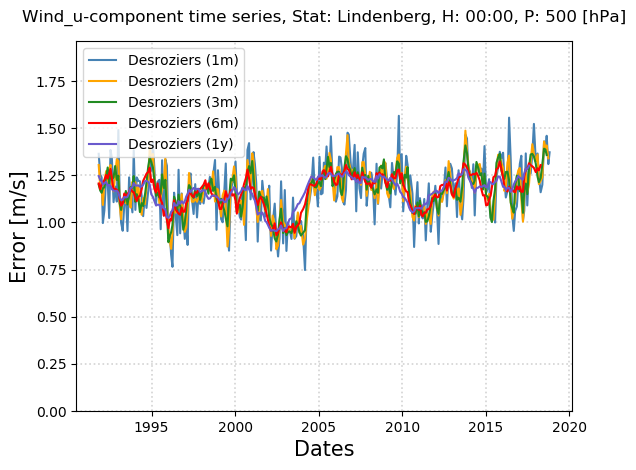 Wind_u-component time series, Stat: Lindenberg, H: 00:00, P: 500 [hPa]
Desroziers (1m)
Desroziers (2m)
Desroziers (3m)
Desroziers (6m)
Desroziers (1y)
Error [m/s]
1.75
1.50
1.25
1.00
0.75
0.50
0.25
0.00
1995 2000 2005 2010 2015 2020
Dates